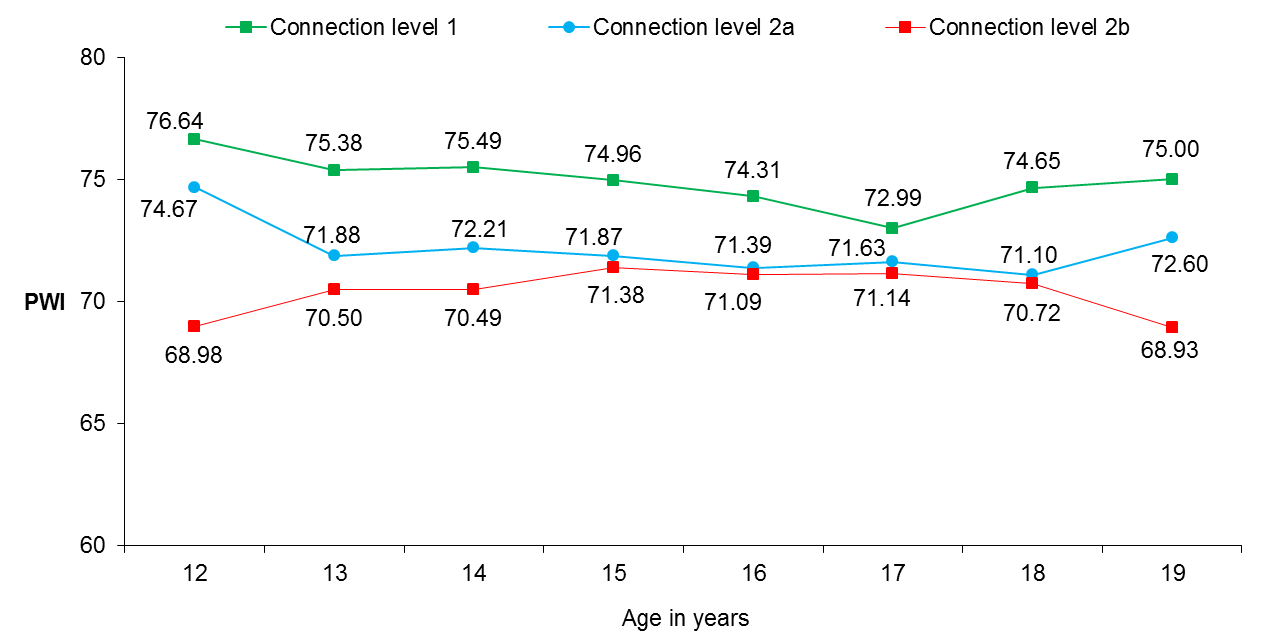 Connection level 1 Connection level 2a Connection level 2b
80
76.64 75.38 75.49 74.96 74.31 72.99 74.65 75.00
75
74.67 71.88 72.21 71.87 71.39 71.63 71.10 72.60
PWI 70
68.98 70.50 70.49 71.38 71.09 71.14 70.72 68.93
65
60
12 13 14 15 16 17 18 19
Age in years